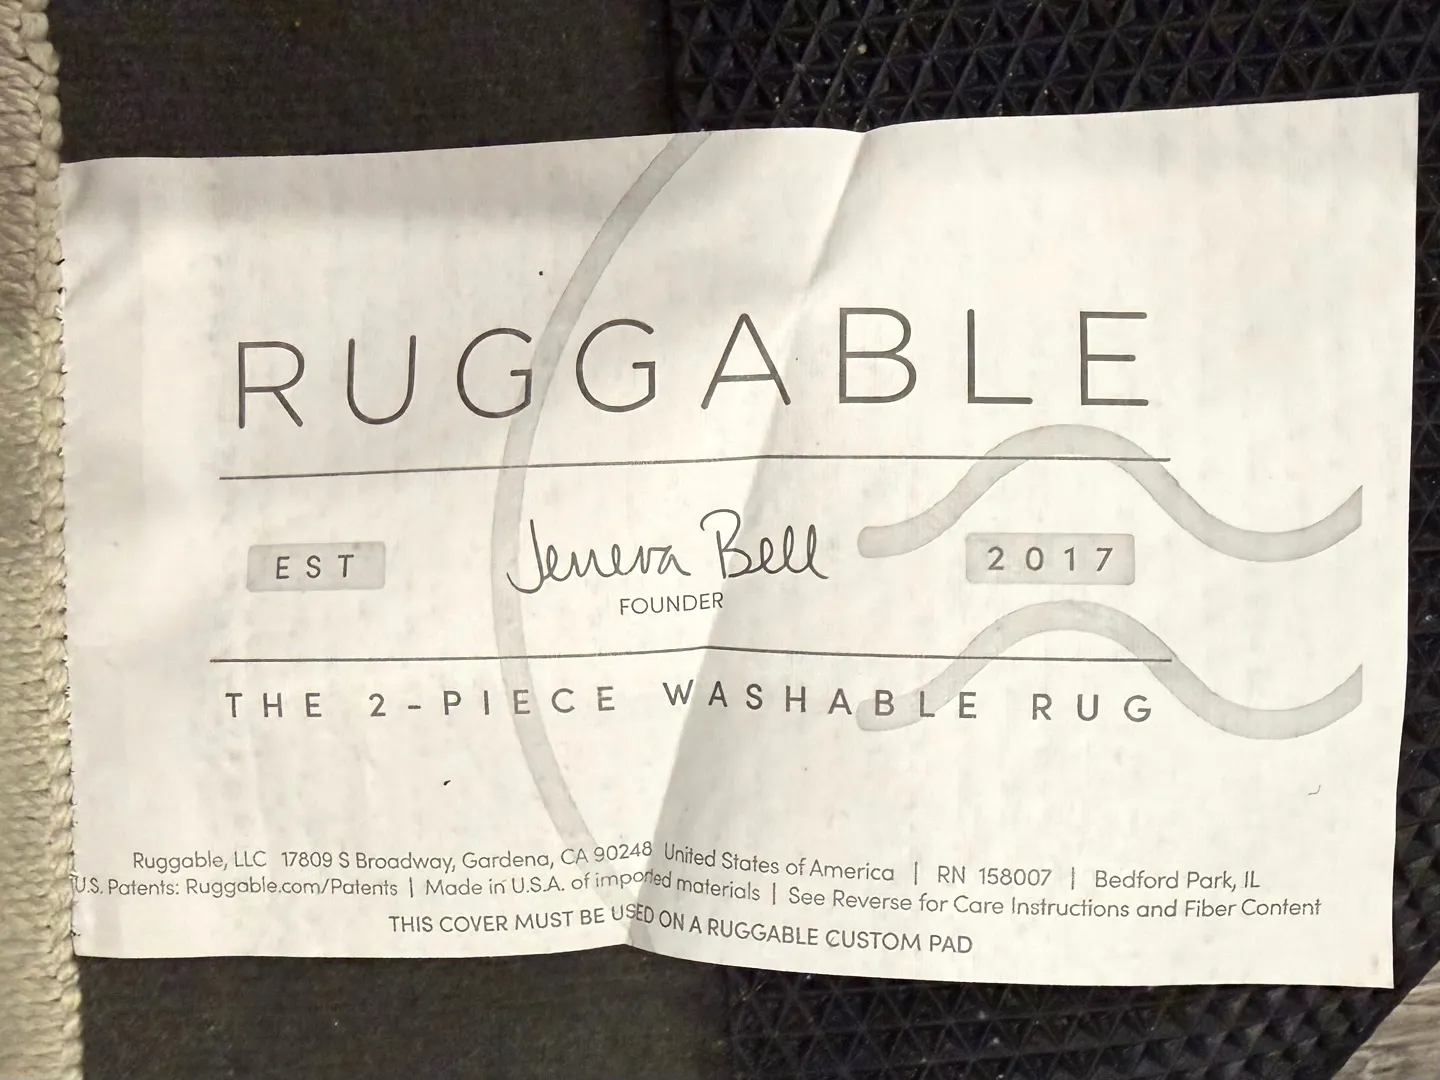 RUGGABLE
EST Jeneva Bell 2017
FOUNDER
THE 2-PIECE WASHABLE RUG
Ruggable, LLC 17809 S Broadway, Gardena, CA 90248 United States of America | RN 158007 | Bedford Park, IL
U.S. Patents: Ruggable.com/Patents | Made in U.S.A. of imported materials | See Reverse for Care Instructions and Fiber Content
THIS COVER MUST BE USED ON A RUGGABLE CUSTOM PAD